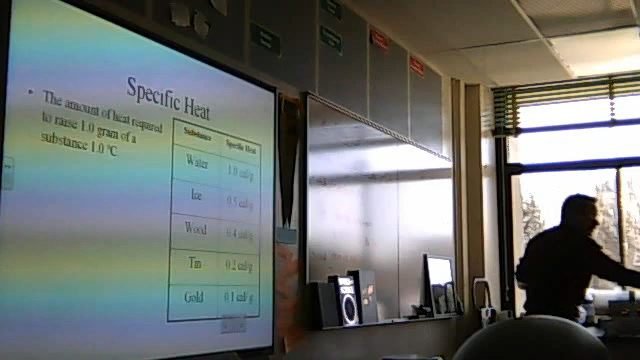 Specific Heat
• The amount of heat required
to raise 1.0 gram of a
substance 1.0 °C.
Substance Specific Heat
Water 1.0 cal/g
Ice 0.5 cal/g
Wood 0.4 cal/g
Tin 0.2 cal/g
Gold 0.1 cal/g